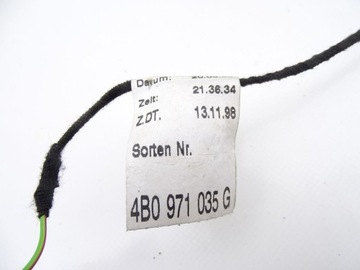 Datum:
Zeit: 21.36.34
Z.DT. 13.11.98
Sorten Nr.
4B0 971 035 G